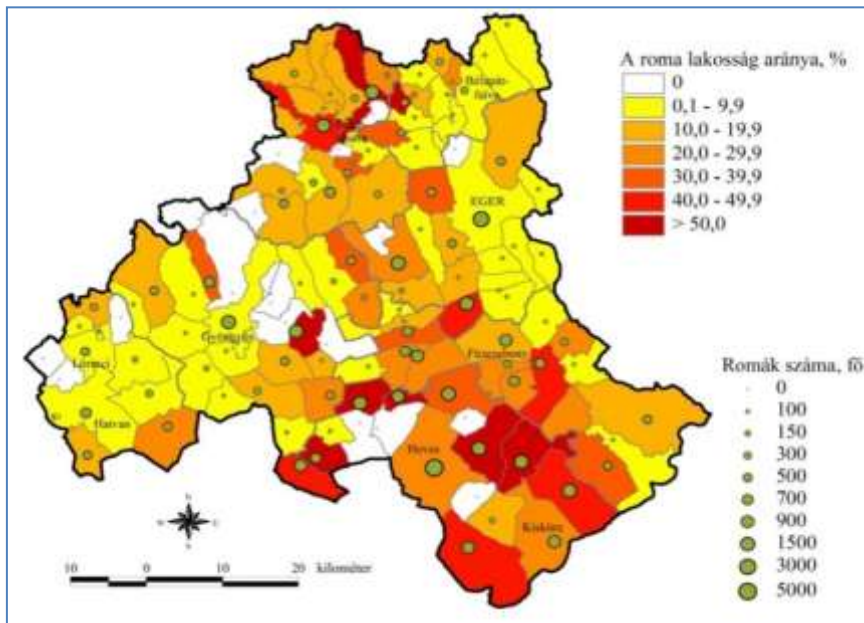 A roma lakosság aránya, %
0
0,1 - 9,9
10,0 - 19,9
20,0 - 29,9
30,0 - 39,9
40,0 - 49,9
> 50,0
EGER
Gyöngyös
Lőrinci
Hatvan
Füzesabony
Heves
Kisköre
Romák száma, fő
0
100
150
300
500
700
900
1500
3000
5000
10 0 10 20 kilométer